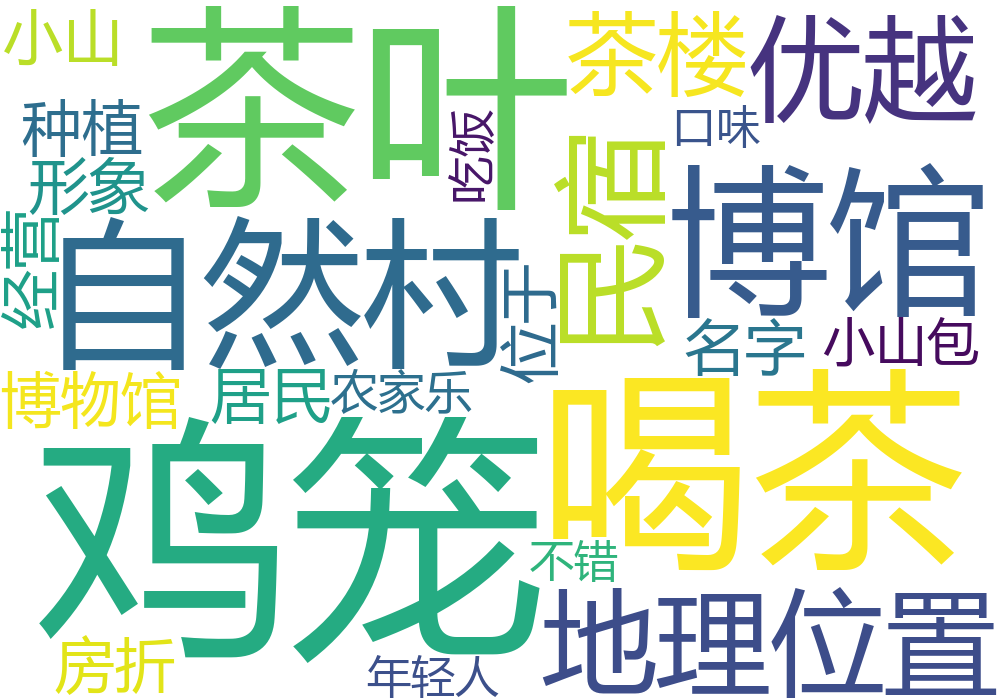 小山
茶叶
茶楼
优越
种植
吃饭
口味
形象
民宿
博馆
经营
自然村
位于
名字
小山包
博物馆
居民
农家乐
喝茶
鸡笼
不错
地理位置
房折
年轻人